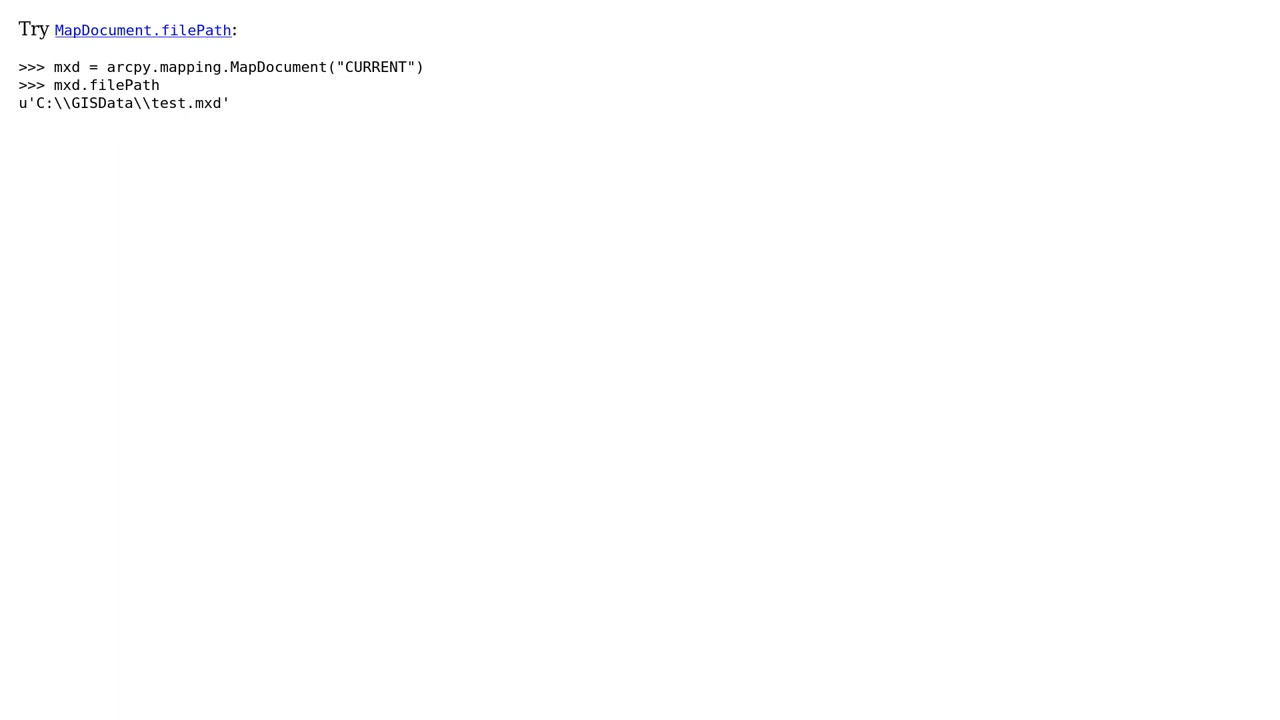 Try MapDocument.filePath:
>>> mxd = arcpy.mapping.MapDocument("CURRENT")
>>> mxd.filePath
u'C:\\GISData\\test.mxd'